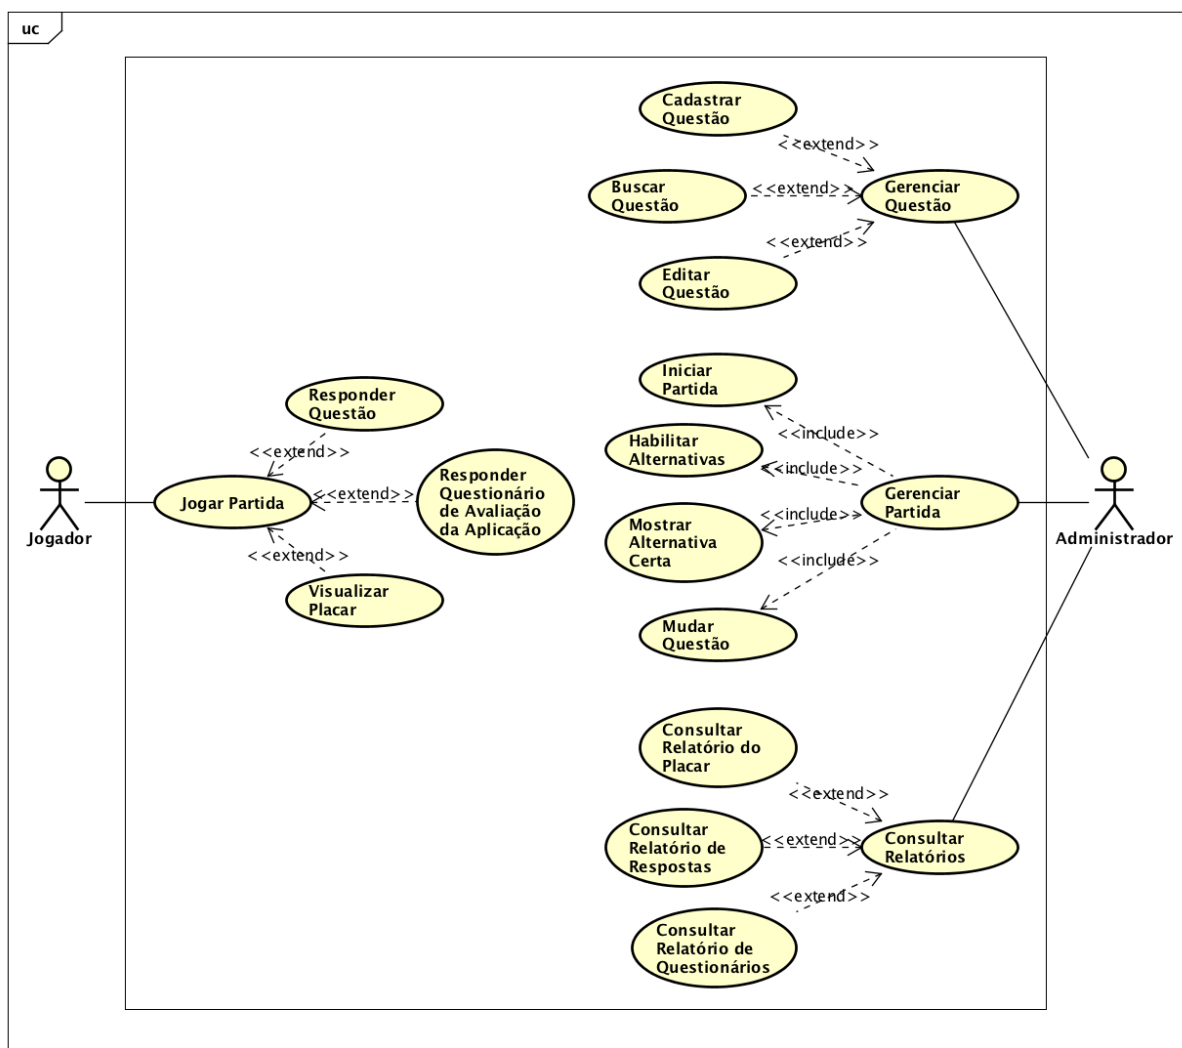 uc
Cadastrar
Questão
<<extend>>
Buscar
Questão
<<extend>>
Gerenciar
Questão
<<extend>>
Editar
Questão
Iniciar
Partida
Responder
Questão
<<include>>
Habilitar
Alternativas
<<extend>>
<<include>>
Responder
Questionário
de Avaliação
da Aplicação
<<extend>>
Jogar Partida
Gerenciar
Partida
<<include>>
Mostrar
Alternativa
Certa
Jogador
Administrador
<<extend>>
<<include>>
Visualizar
Placar
Mudar
Questão
Consultar
Relatório do
Placar
<<extend>>
Consultar
Relatório de
Respostas
<<extend>>
Consultar
Relatórios
<<extend>>
Consultar
Relatório de
Questionários